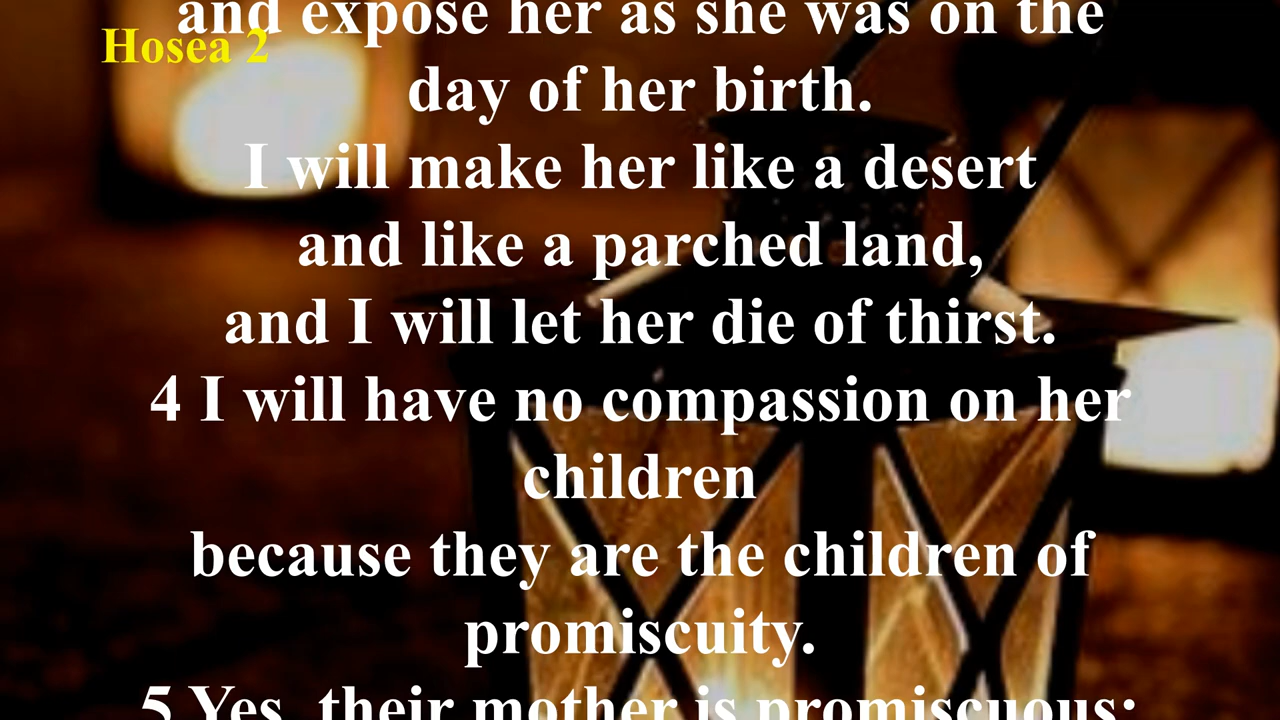 and expose her as she was on the
Hosea 2
day of her birth.
I will make her like a desert
and like a parched land,
and I will let her die of thirst.
4 I will have no compassion on her
children
because they are the children of
promiscuity.
5 Yes, their mother is promiscuous;